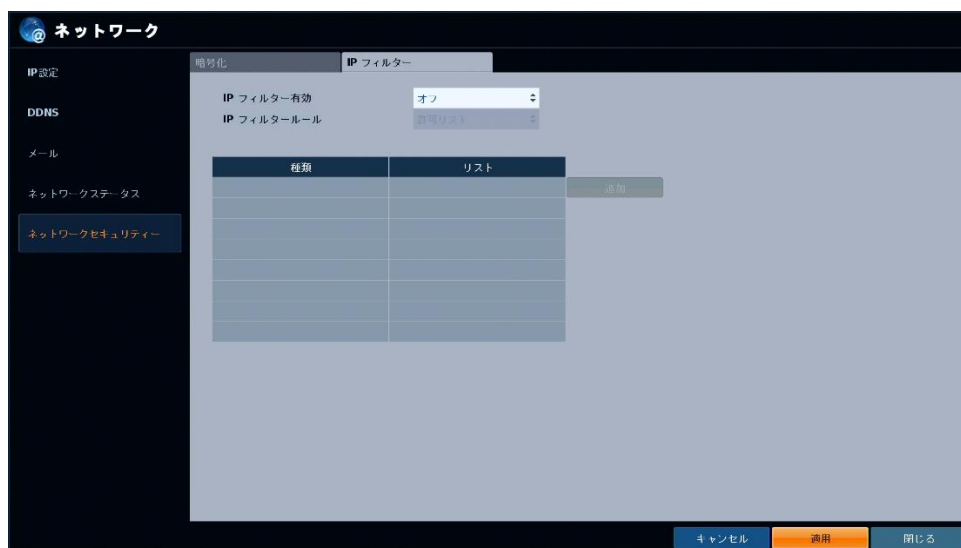 ネットワーク
IP設定
DDNS
メール
ネットワークステータス
ネットワークセキュリティー
暗号化
IP フィルター
IP フィルター有効
オフ
IP フィルタールール
許可リスト
種類
リスト
追加
キャンセル
適用
閉じる